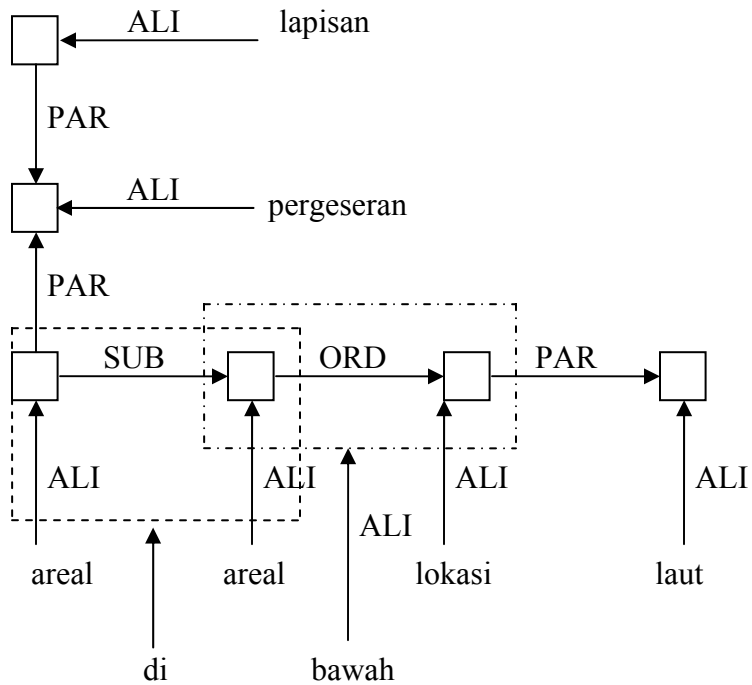 ALI lapisan
PAR
ALI pergeseran
PAR
SUB ORD PAR
ALI ALI ALI ALI
ALI
areal areal lokasi laut
di bawah